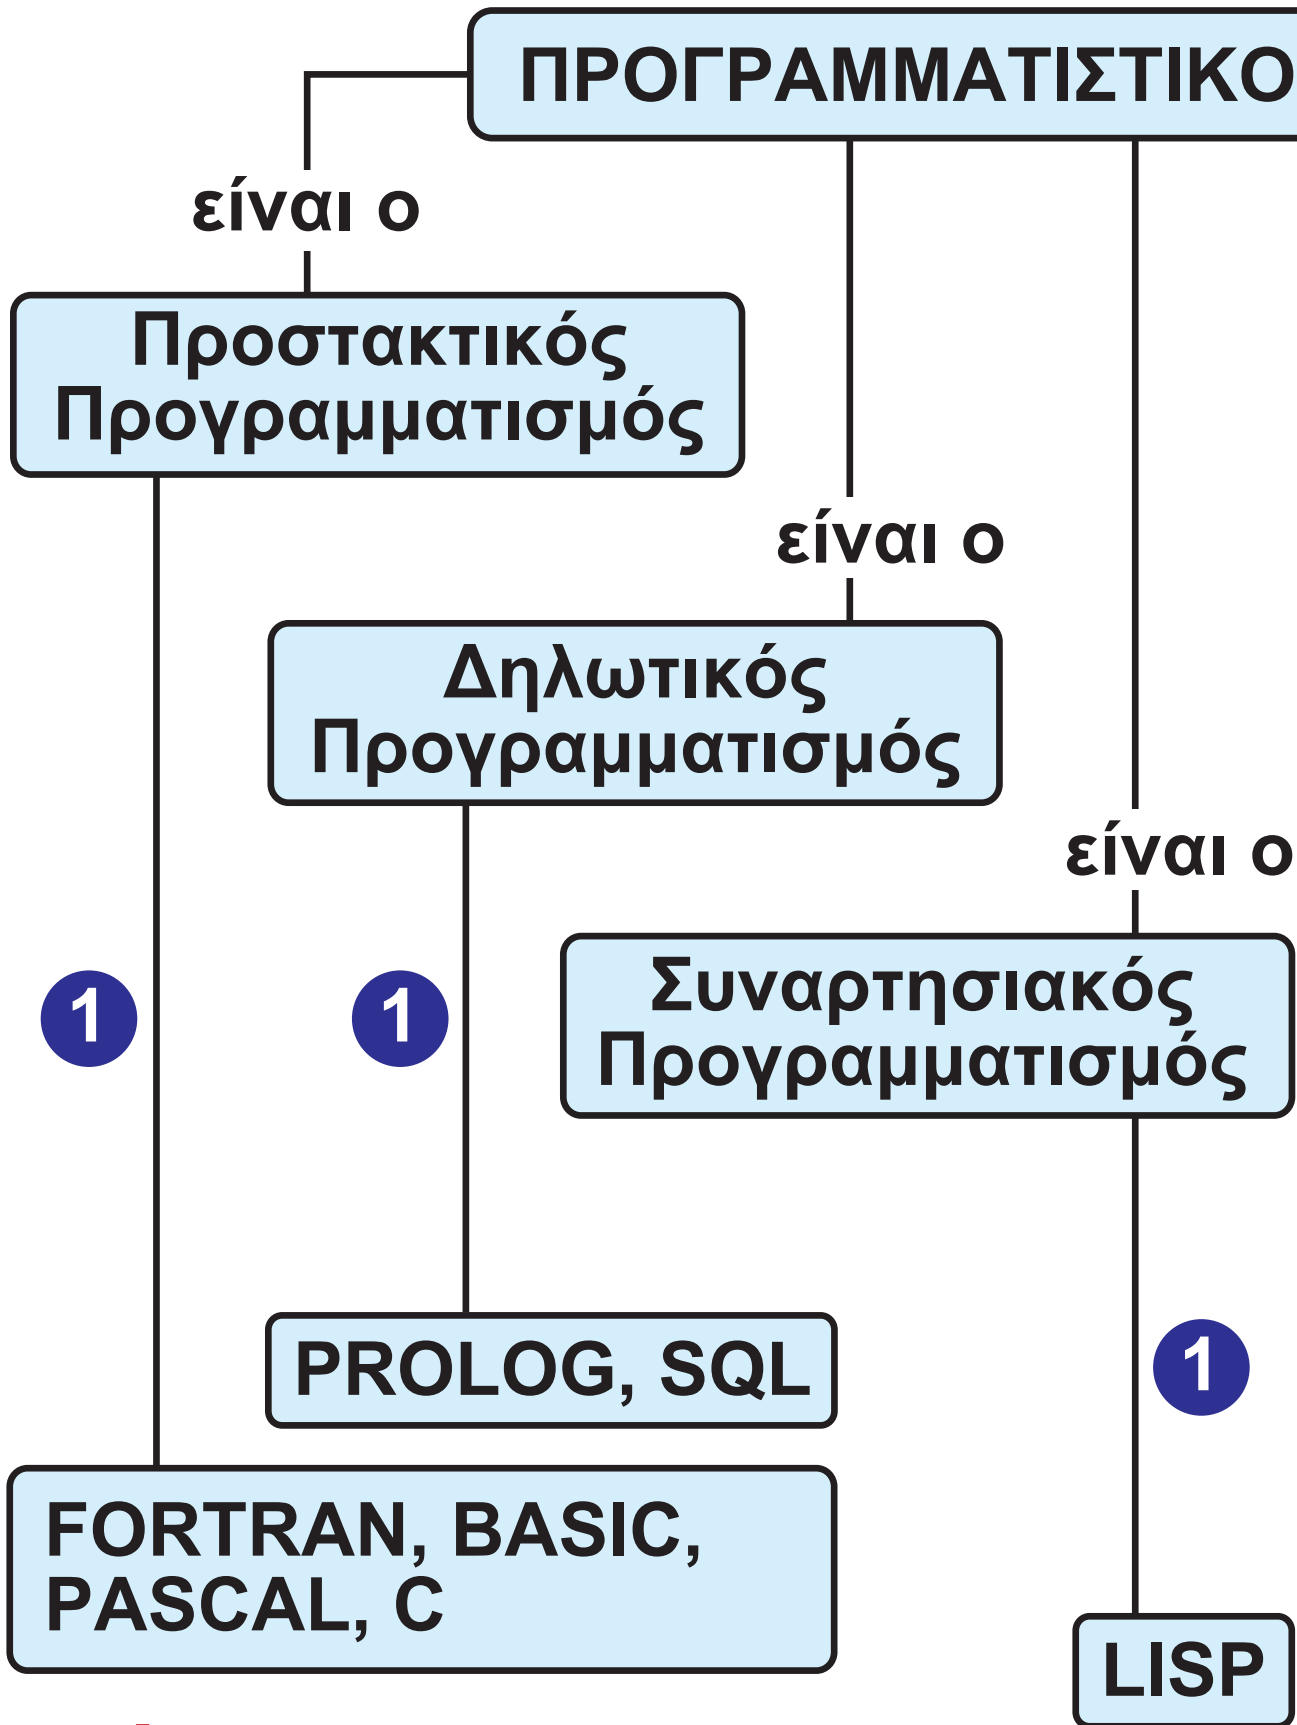 ΠΡΟΓΡΑΜΜΑΤΙΣΤΙΚΟ
είναι ο
Προστακτικός
Προγραμματισμός
είναι ο
Δηλωτικός
Προγραμματισμός
είναι ο
Συναρτησιακός
Προγραμματισμός
1
1
PROLOG, SQL
1
FORTRAN, BASIC,
PASCAL, C
LISP